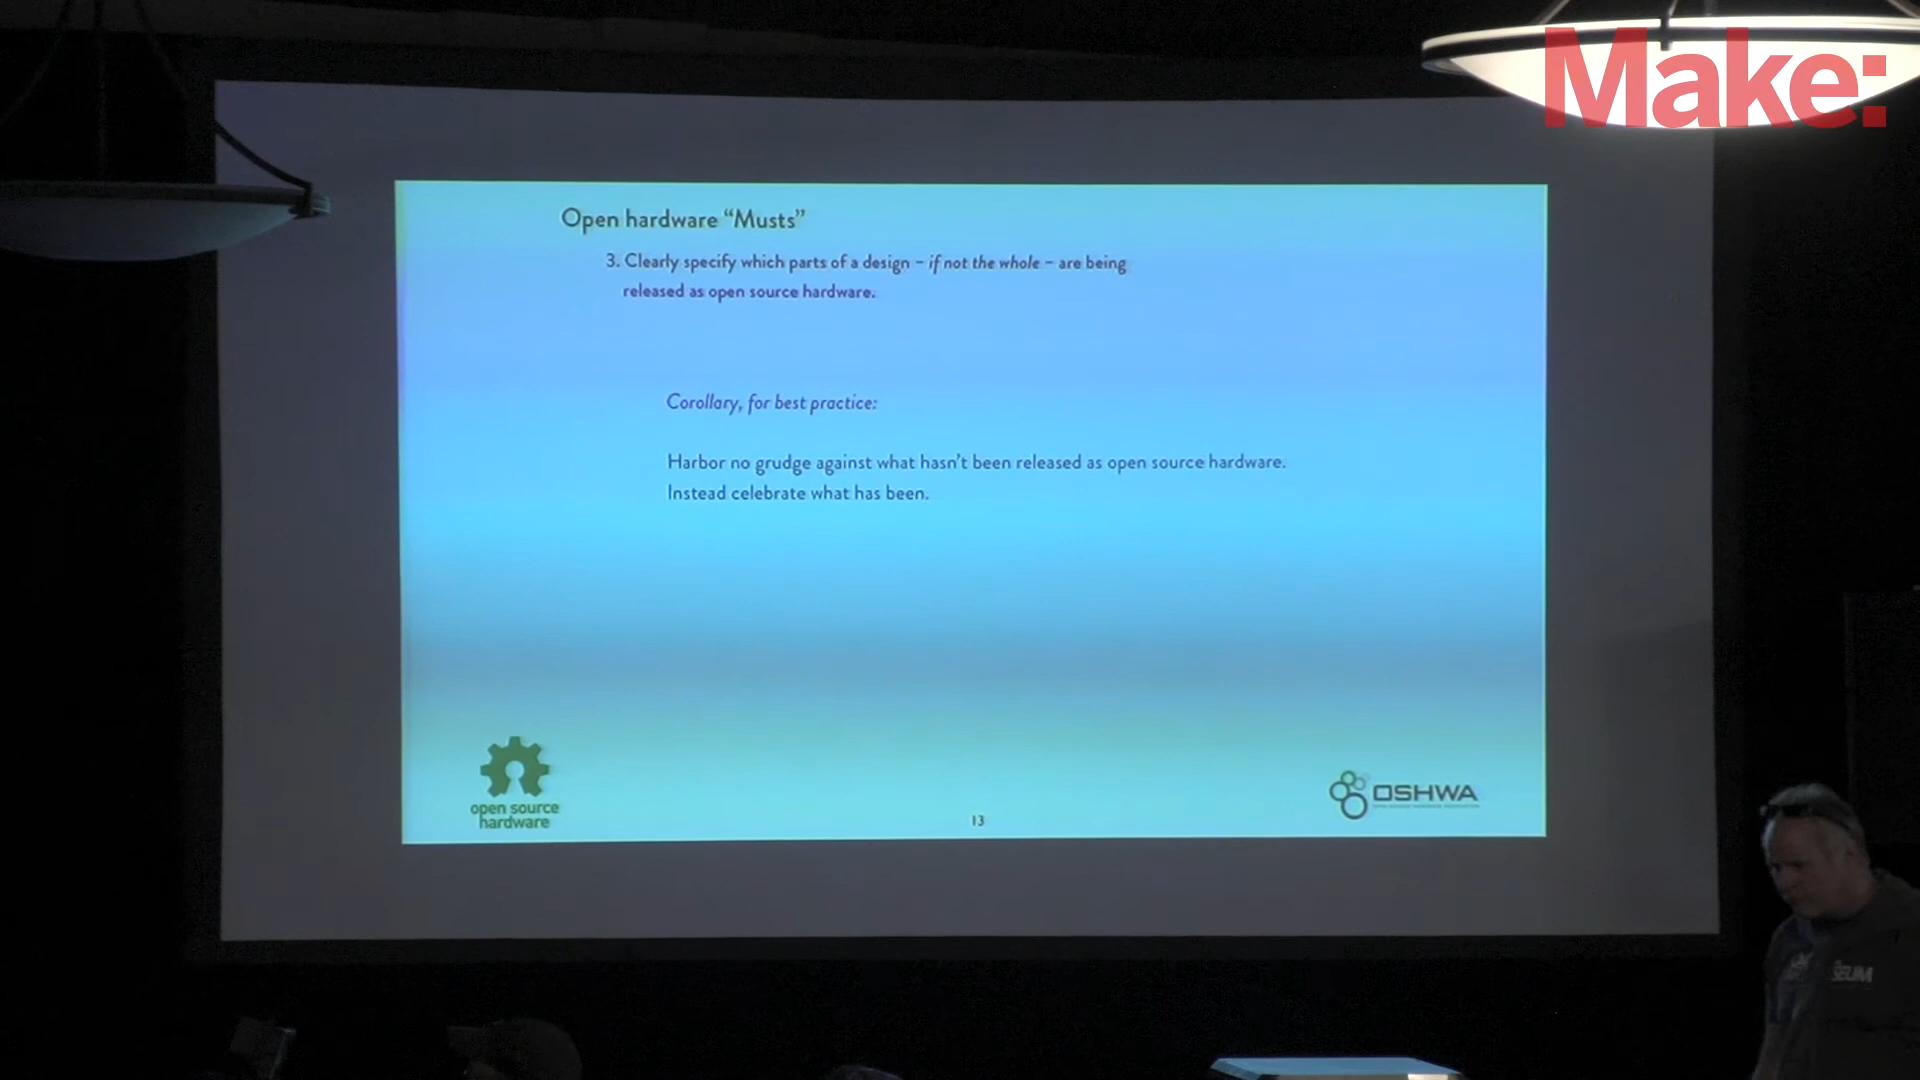 Make:
Open hardware “Musts”
3. Clearly specify which parts of a design – if not the whole – are being
released as open source hardware.
Corollary, for best practice:
Harbor no grudge against what hasn’t been released as open source hardware.
Instead celebrate what has been.
open source
hardware
13
OSHWA